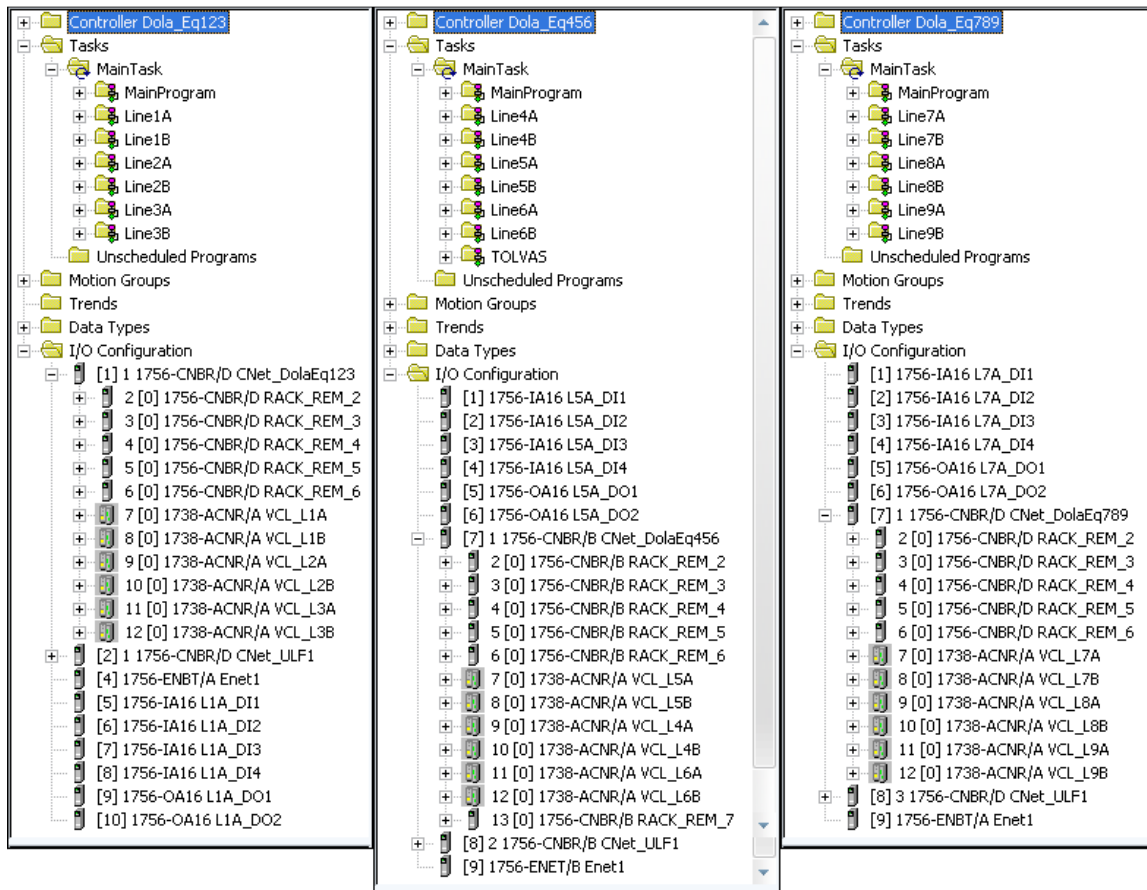 Controller Dola_Eq123
Tasks
MainTask
MainProgram
Line1A
Line1B
Line2A
Line2B
Line3A
Line3B
Unscheduled Programs
Motion Groups
Trends
Data Types
I/O Configuration
[1] 1 1756-CNBR/D CNet_DolaEq123
2 [0] 1756-CNBR/D RACK_REM_2
3 [0] 1756-CNBR/D RACK_REM_3
4 [0] 1756-CNBR/D RACK_REM_4
5 [0] 1756-CNBR/D RACK_REM_5
6 [0] 1756-CNBR/D RACK_REM_6
7 [0] 1738-ACNR/A VCL_L1A
8 [0] 1738-ACNR/A VCL_L1B
9 [0] 1738-ACNR/A VCL_L2A
10 [0] 1738-ACNR/A VCL_L2B
11 [0] 1738-ACNR/A VCL_L3A
12 [0] 1738-ACNR/A VCL_L3B
[2] 1 1756-CNBR/D CNet_ULF1
[4] 1756-ENBT/A Enet1
[5] 1756-IA16 L1A_DI1
[6] 1756-IA16 L1A_DI2
[7] 1756-IA16 L1A_DI3
[8] 1756-IA16 L1A_DI4
[9] 1756-OA16 L1A_DO1
[10] 1756-OA16 L1A_DO2
Controller Dola_Eq456
Tasks
MainTask
MainProgram
Line4A
Line4B
Line5A
Line5B
Line6A
Line6B
TOLVAS
Unscheduled Programs
Motion Groups
Trends
Data Types
I/O Configuration
[1] 1756-IA16 L5A_DI1
[2] 1756-IA16 L5A_DI2
[3] 1756-IA16 L5A_DI3
[4] 1756-IA16 L5A_DI4
[5] 1756-OA16 L5A_DO1
[6] 1756-OA16 L5A_DO2
[7] 1 1756-CNBR/B CNet_DolaEq456
2 [0] 1756-CNBR/B RACK_REM_2
3 [0] 1756-CNBR/B RACK_REM_3
4 [0] 1756-CNBR/B RACK_REM_4
5 [0] 1756-CNBR/B RACK_REM_5
6 [0] 1756-CNBR/B RACK_REM_6
7 [0] 1738-ACNR/A VCL_L5A
8 [0] 1738-ACNR/A VCL_L5B
9 [0] 1738-ACNR/A VCL_L4A
10 [0] 1738-ACNR/A VCL_L4B
11 [0] 1738-ACNR/A VCL_L6A
12 [0] 1738-ACNR/A VCL_L6B
13 [0] 1756-CNBR/B RACK_REM_7
[8] 2 1756-CNBR/B CNet_ULF1
[9] 1756-ENET/B Enet1
Controller Dola_Eq789
Tasks
MainTask
MainProgram
Line7A
Line7B
Line8A
Line8B
Line9A
Line9B
Unscheduled Programs
Motion Groups
Trends
Data Types
I/O Configuration
[1] 1756-IA16 L7A_DI1
[2] 1756-IA16 L7A_DI2
[3] 1756-IA16 L7A_DI3
[4] 1756-IA16 L7A_DI4
[5] 1756-OA16 L7A_DO1
[6] 1756-OA16 L7A_DO2
[7] 1 1756-CNBR/D CNet_DolaEq789
2 [0] 1756-CNBR/D RACK_REM_2
3 [0] 1756-CNBR/D RACK_REM_3
4 [0] 1756-CNBR/D RACK_REM_4
5 [0] 1756-CNBR/D RACK_REM_5
6 [0] 1756-CNBR/D RACK_REM_6
7 [0] 1738-ACNR/A VCL_L7A
8 [0] 1738-ACNR/A VCL_L7B
9 [0] 1738-ACNR/A VCL_L8A
10 [0] 1738-ACNR/A VCL_L8B
11 [0] 1738-ACNR/A VCL_L9A
12 [0] 1738-ACNR/A VCL_L9B
[8] 3 1756-CNBR/D CNet_ULF1
[9] 1756-ENBT/A Enet1